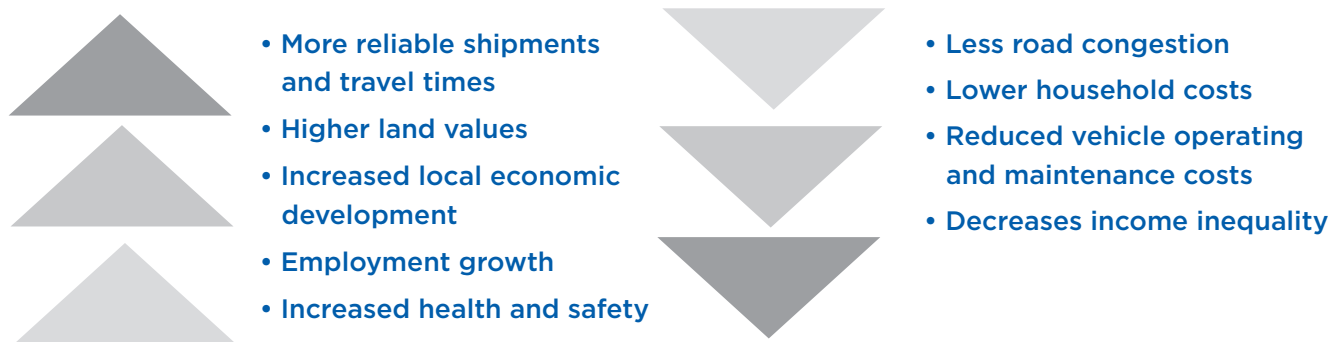 • More reliable shipments
and travel times
• Higher land values
• Increased local economic
development
• Employment growth
• Increased health and safety
• Less road congestion
• Lower household costs
• Reduced vehicle operating
and maintenance costs
• Decreases income inequality